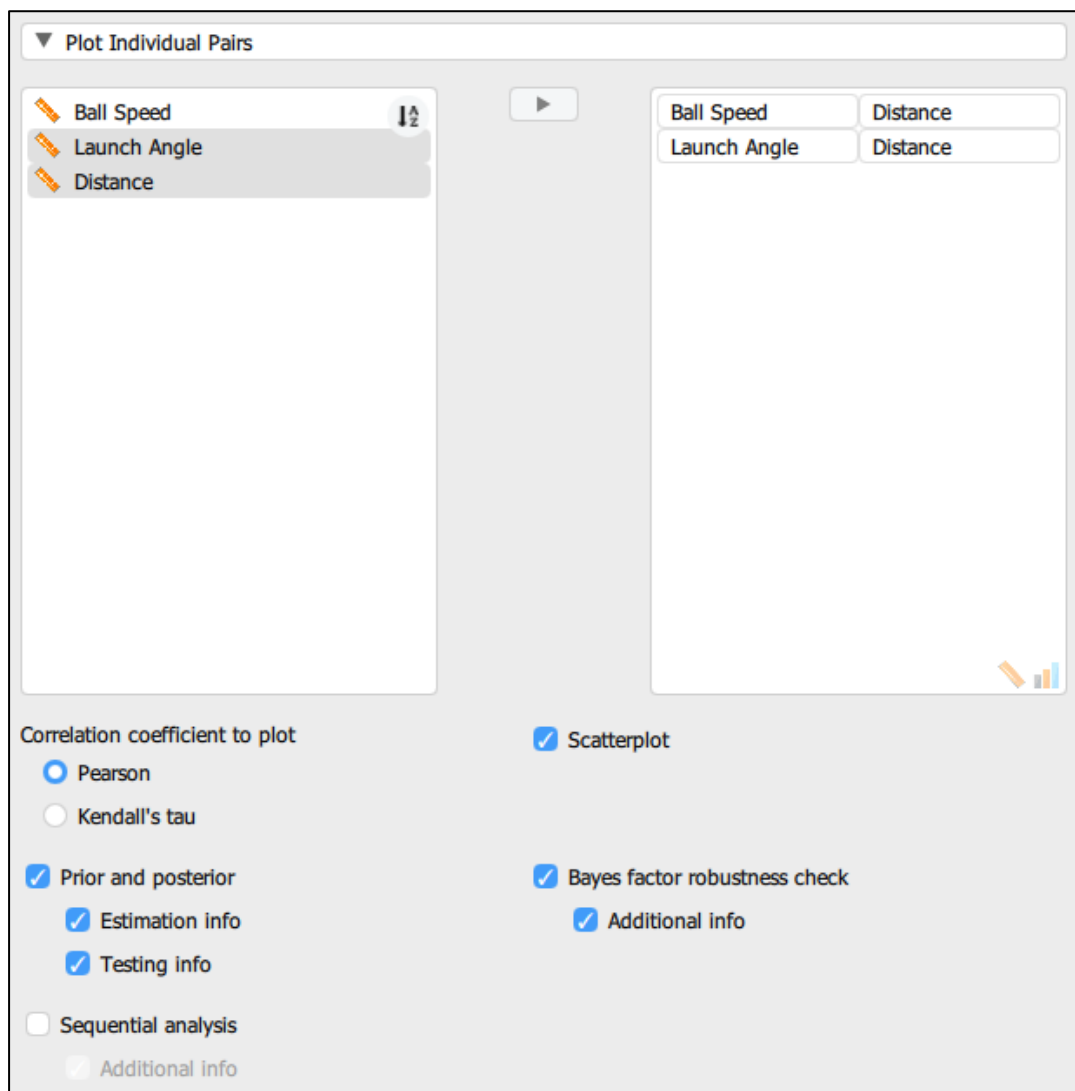 Plot Individual Pairs
Ball Speed
Launch Angle
Distance
Ball Speed Distance
Launch Angle Distance
Correlation coefficient to plot
Pearson
Kendall's tau
Scatterplot
Prior and posterior
Estimation info
Testing info
Bayes factor robustness check
Additional info
Sequential analysis
Additional info